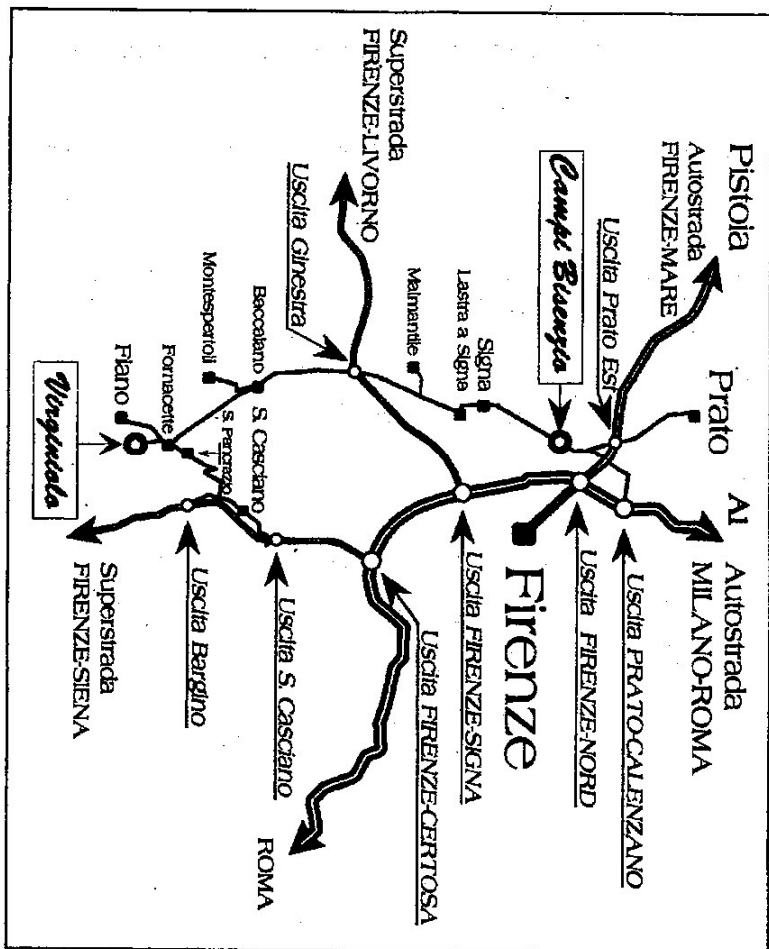 Pistoia
Autostrada
FIRENZE-MARE
Prato
A1
Autostrada
MILANO-ROMA
Uscita Prato Est
Uscita PRATO-CALENZANO
Campi Bisenzio
Uscita FIRENZE-NORD
Firenze
Signa
Lastra a Signa
Malmantile
Uscita FIRENZE-SIGNA
Superstrada
FIRENZE-LIVORNO
Uscita Ginestra
Uscita FIRENZE-CERTOSA
Baccaiano
Montespertoli
S. Casciano
S. Pancrazio
Uscita S. Casciano
ROMA
Fornacette
Fiano
Virginiolo
Uscita Bargino
Superstrada
FIRENZE-SIENA